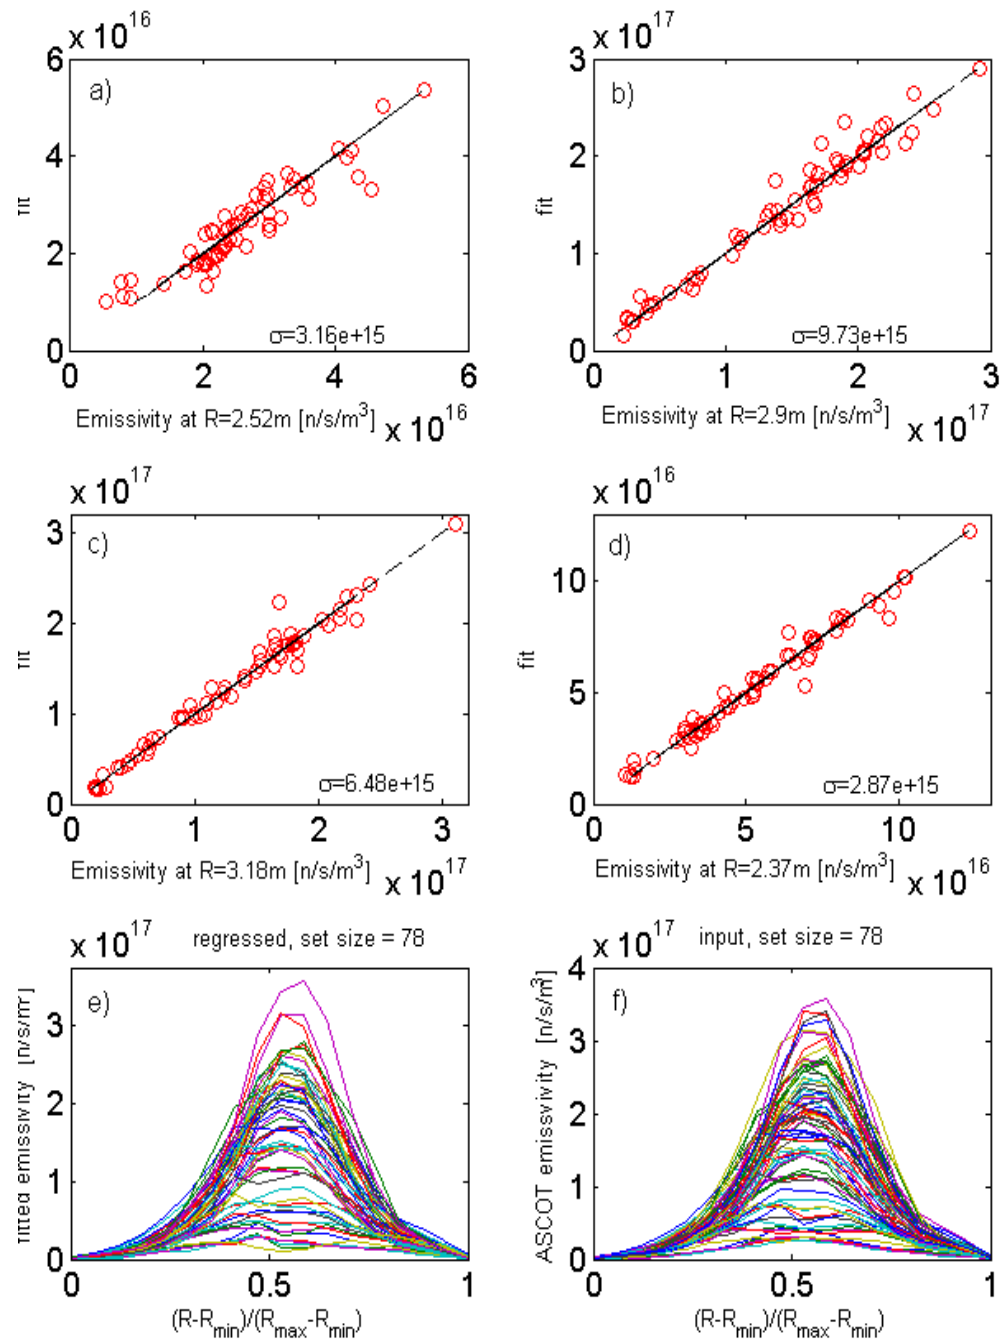 x 10^16
x 10^17
6
4
2
0
a)
fit
σ=3.16e+15
0
2
4
6
Emissivity at R=2.52m [n/s/m^3]
x 10^16
3
2
1
0
b)
fit
σ=9.73e+15
0
1
2
3
Emissivity at R=2.9m [n/s/m^3]
x 10^17
x 10^17
x 10^16
3
2
1
0
c)
fit
σ=6.48e+15
0
1
2
3
Emissivity at R=3.18m [n/s/m^3]
x 10^17
10
5
0
d)
fit
σ=2.87e+15
0
5
10
Emissivity at R=2.37m [n/s/m^3]
x 10^16
x 10^17
regressed, set size = 78
x 10^17
input, set size = 78
3
2
1
0
e)
fitted emissivity [n/s/m^3]
0
0.5
1
(R-R_min)/(R_max-R_min)
4
3
2
1
0
f)
ASCOT emissvivity [n/s/m^3]
0
0.5
1
(R-R_min)/(R_max-R_min)